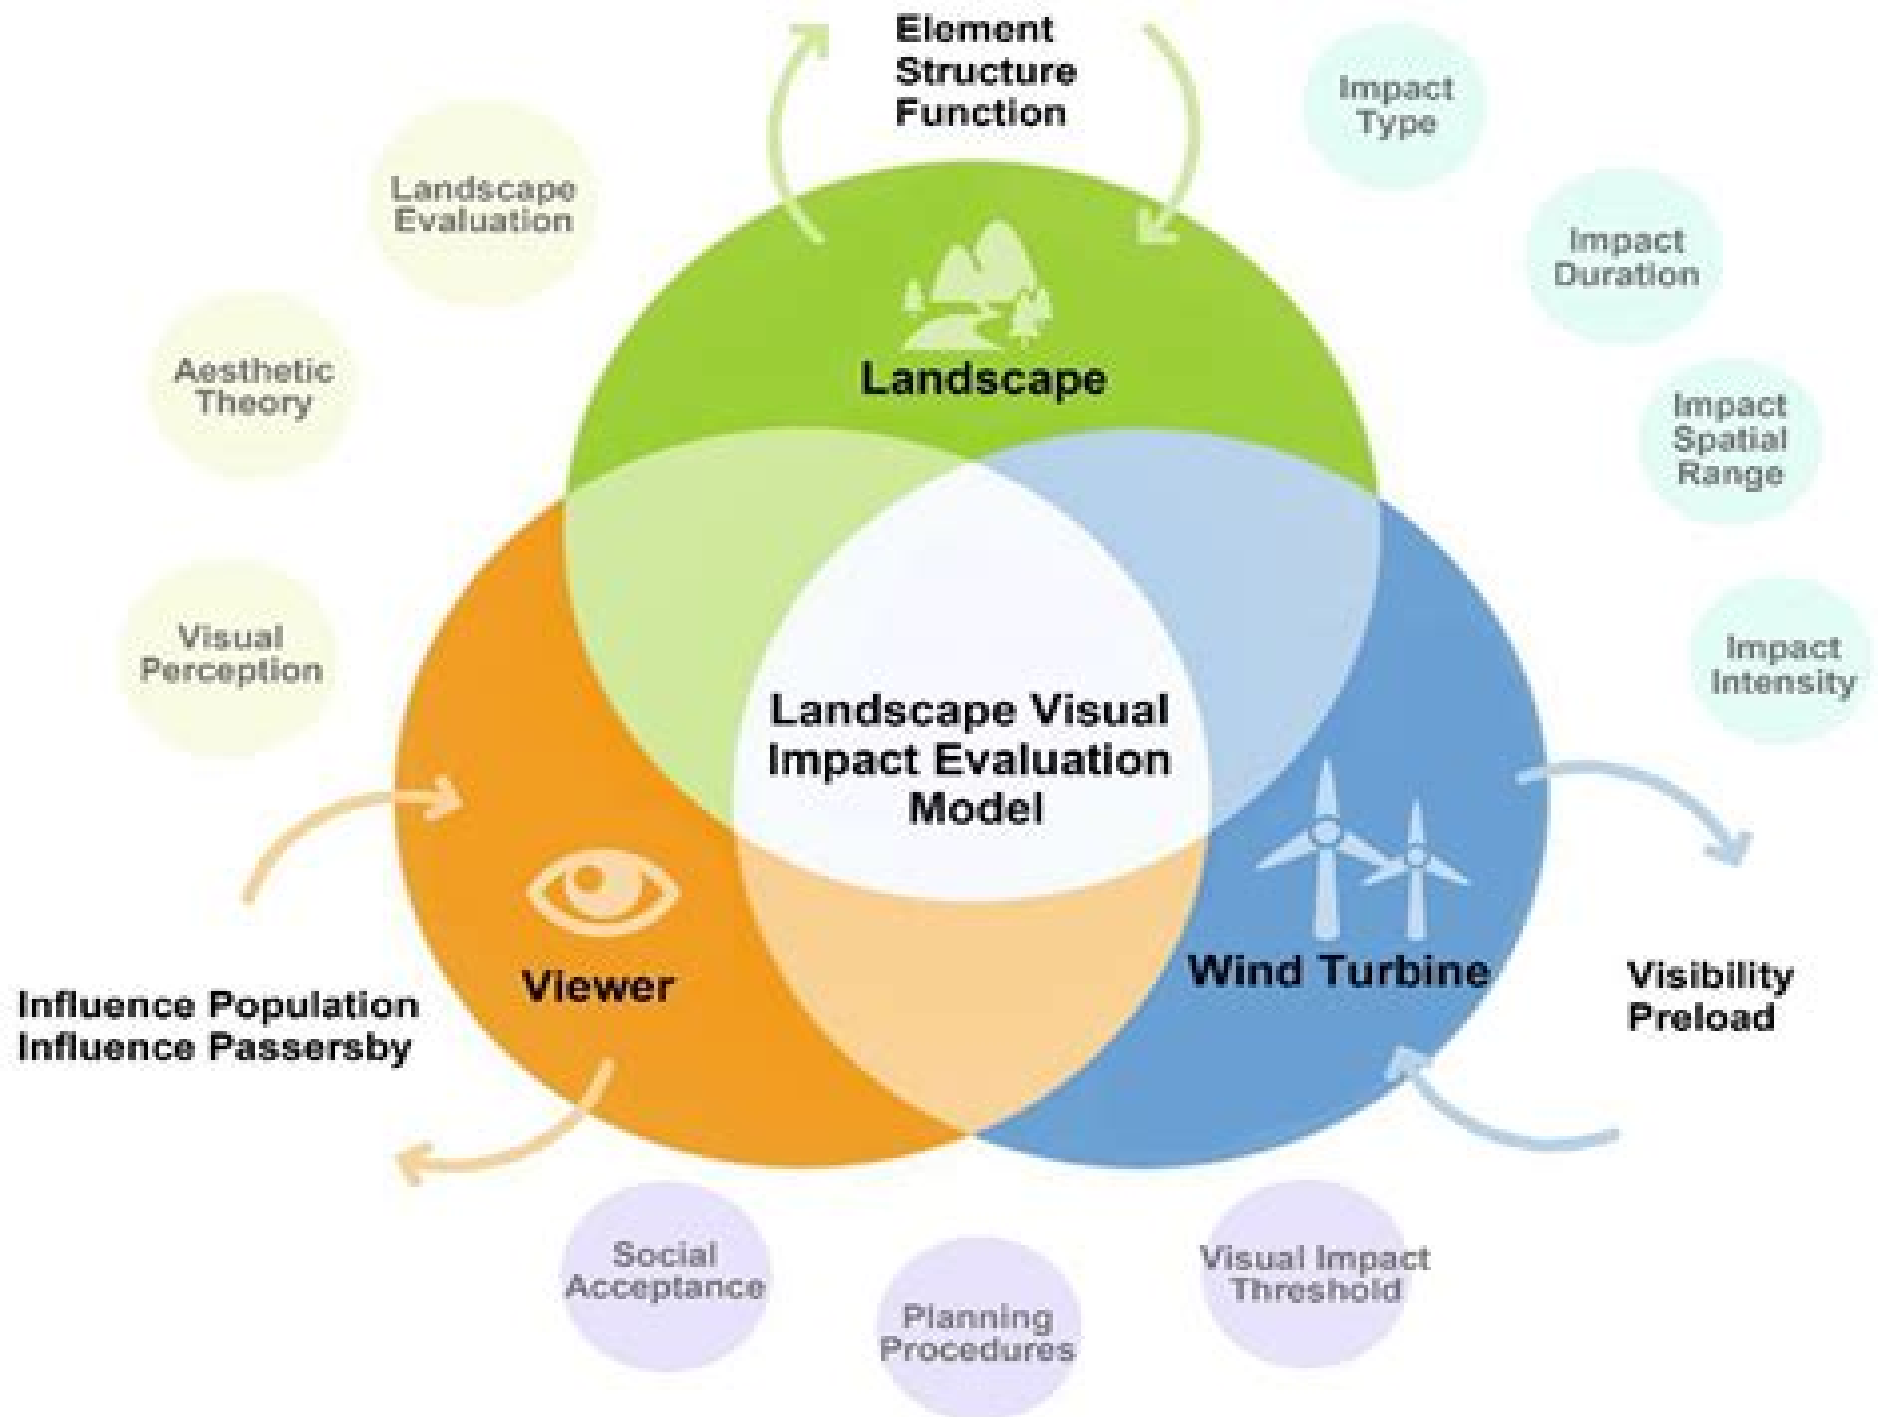 Element
Structure
Function
Impact
Type
Landscape
Evaluation
Impact
Duration
Aesthetic
Theory
Landscape
Impact
Spatial
Range
Visual
Perception
Impact
Intensity
Landscape Visual
Impact Evaluation
Model
Viewer
Wind Turbine
Influence Population
Influence Passersby
Visibility
Preload
Social
Acceptance
Planning
Procedures
Visual Impact
Threshold